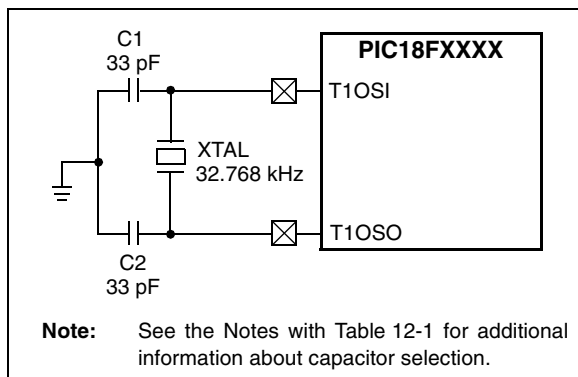 C1
33 pF
PIC18FXXXX
T1OSI
XTAL
32.768 kHz
T1OSO
C2
33 pF
Note: See the Notes with Table 12-1 for additional
information about capacitor selection.